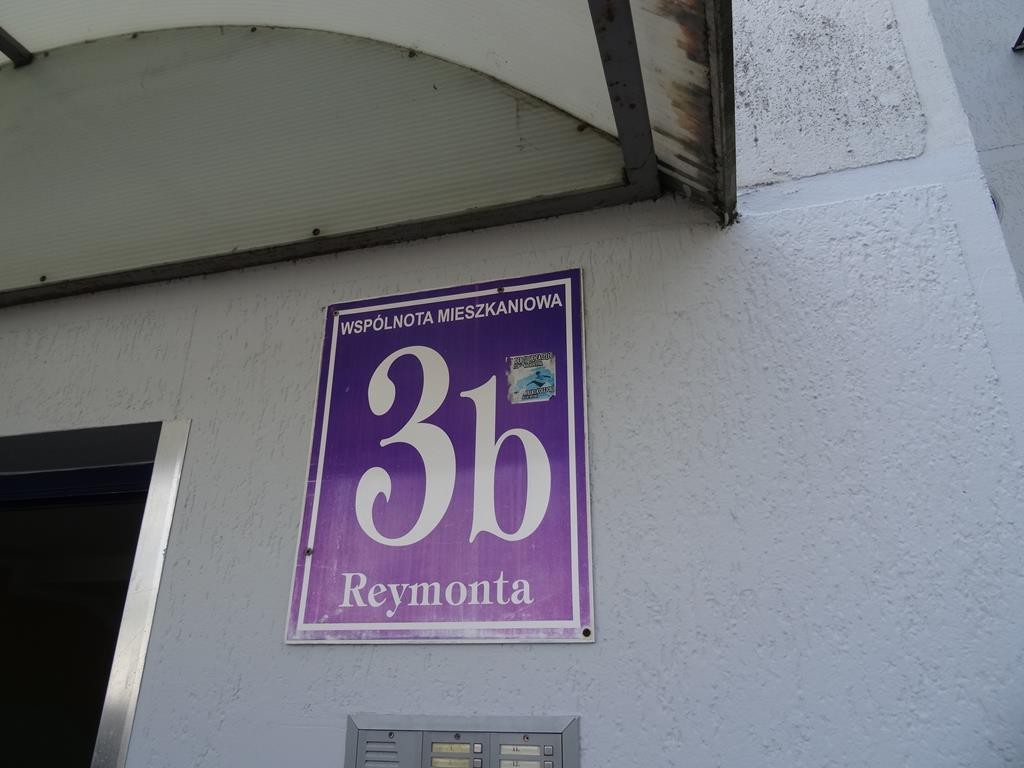 WSPÓLNOTA MIESZKANIOWA
3b
Reymonta